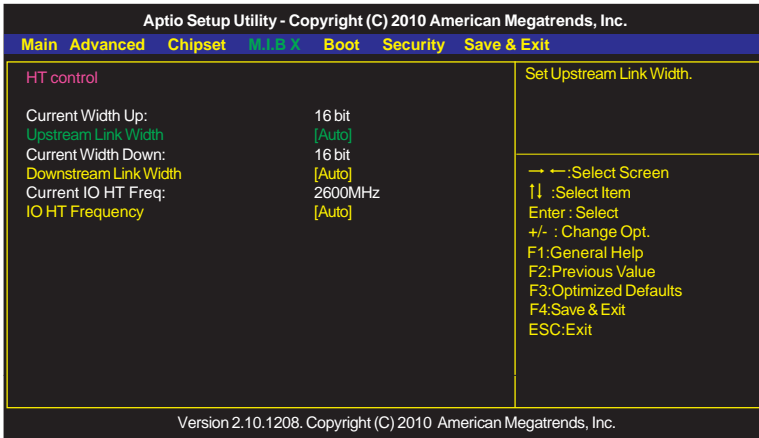 Aptio Setup Utility - Copyright (C) 2010 American Megatrends, Inc.
Main Advanced Chipset M.I.B X Boot Security Save & Exit
HT control
Current Width Up: 16 bit
Upstream Link Width [Auto]
Current Width Down: 16 bit
Downstream Link Width [Auto]
Current IO HT Freq: 2600MHz
IO HT Frequency [Auto]
Set Upstream Link Width.
→ ←:Select Screen
↑↓ :Select Item
Enter : Select
+/- : Change Opt.
F1:General Help
F2:Previous Value
F3:Optimized Defaults
F4:Save & Exit
ESC:Exit
Version 2.10.1208. Copyright (C) 2010 American Megatrends, Inc.